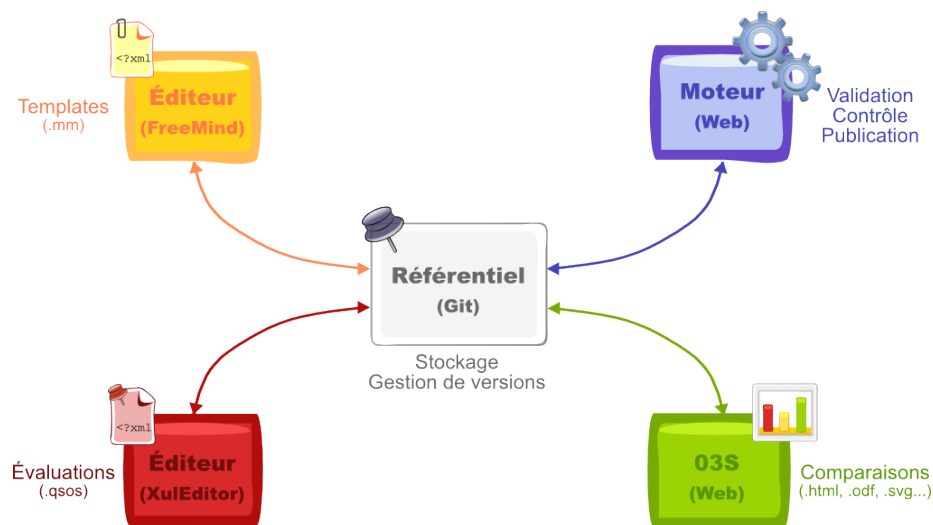 <?xml
Éditeur
(FreeMind)
Templates
(.mm)
Moteur
(Web)
Validation
Contrôle
Publication
Référentiel
(Git)
Stockage
Gestion de versions
<?xml
Éditeur
(XulEditor)
Évaluations
(.qsos)
03S
(Web)
Comparaisons
(.html, .odf, .svg...)